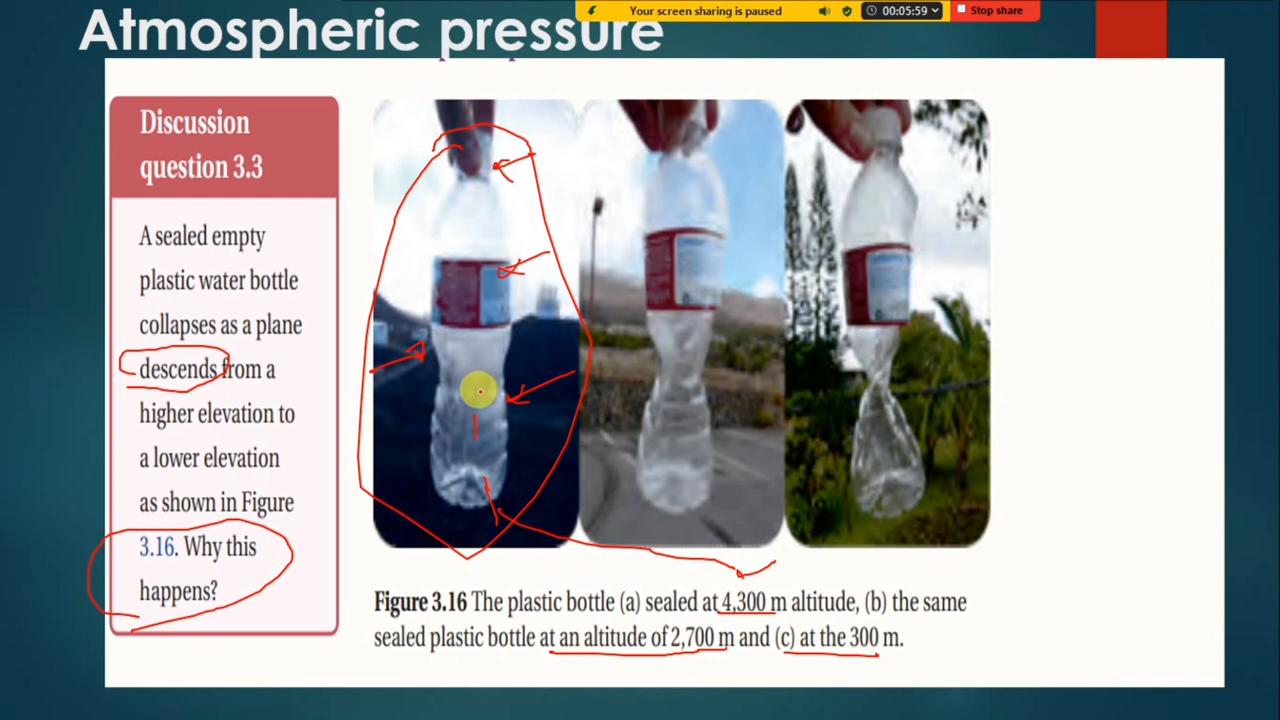 Your screen sharing is paused
00:05:59
Stop share
Atmospheric pressure
Discussion
question 3.3
A sealed empty
plastic water bottle
collapses as a plane
descends from a
higher elevation to
a lower elevation
as shown in Figure
3.16. Why this
happens?
Figure 3.16 The plastic bottle (a) sealed at 4,300 m altitude, (b) the same
sealed plastic bottle at an altitude of 2,700 m and (c) at the 300 m.